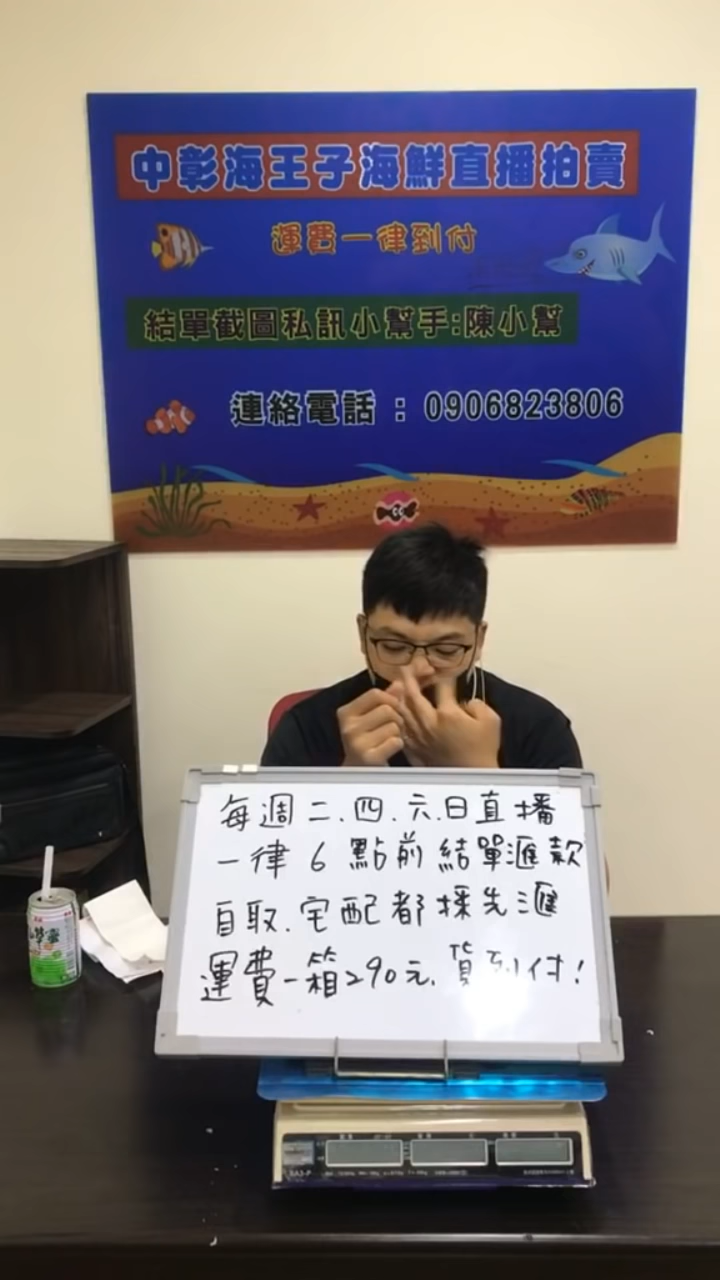 中彰海王子海鮮直播拍賣
運費一律到付
結單截圖私訊小幫手:陳小幫
連絡電話 : 0906823806
每週二.四.六.日直播
一律6點前結單匯款
自取.宅配都採先匯
運費一箱290元.貨到付!